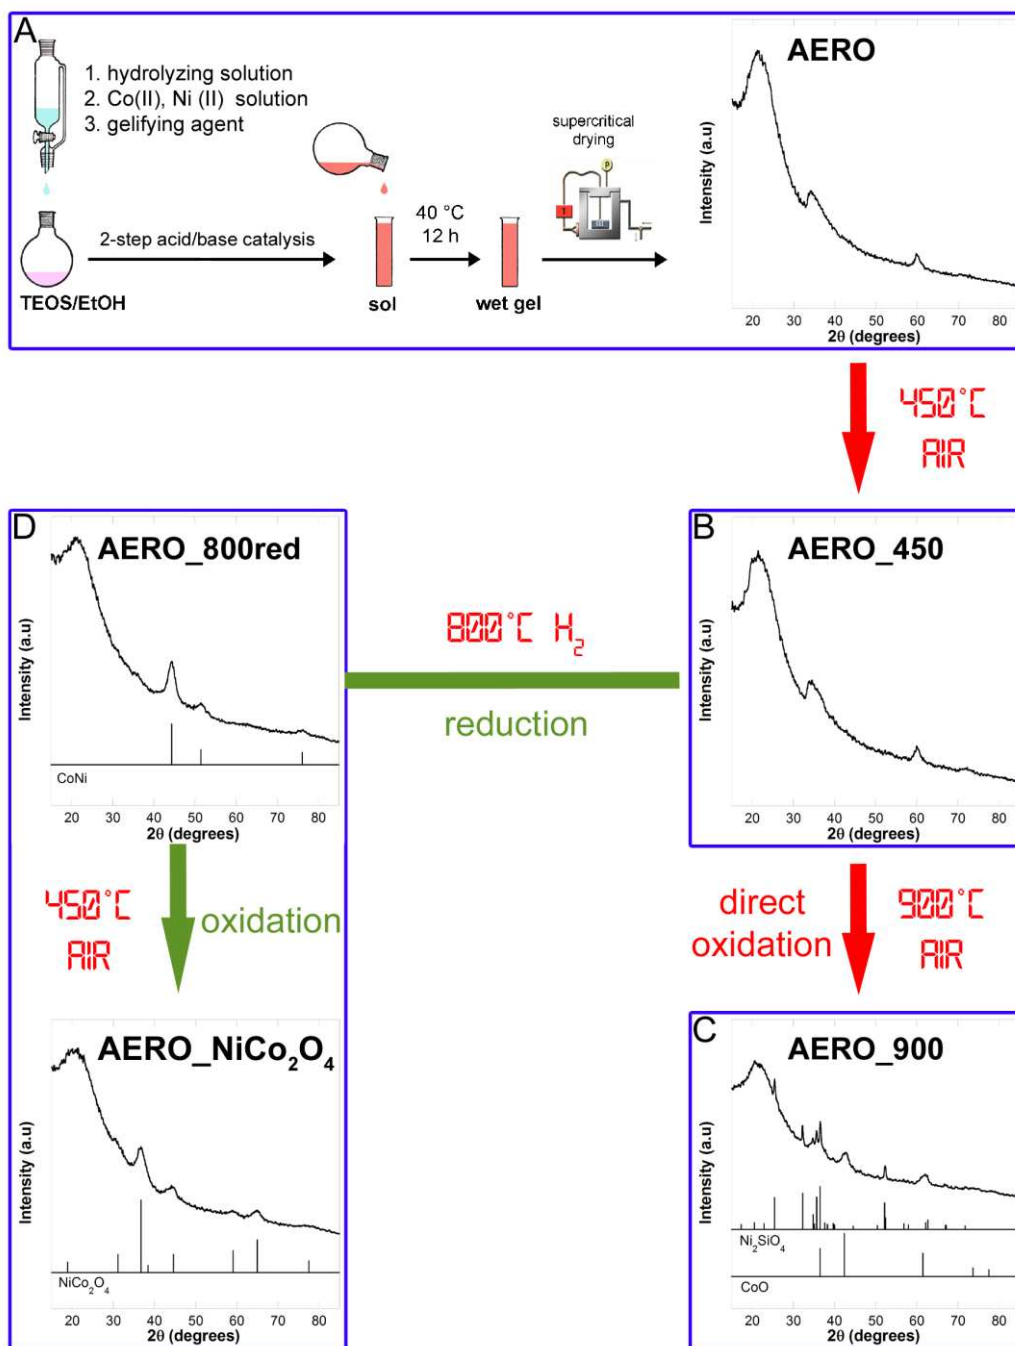 A
1. hydrolyzing solution
2. Co(II), Ni (II) solution
3. gelifying agent
TEOS/EtOH
2-step acid/base catalysis
sol
40 °C
12 h
wet gel
supercritical
drying
P
1
AERO
Intensity (a.u)
20 30 40 50 60 70 80
2θ (degrees)
450°C
AIR
D
AERO_800red
Intensity (a.u)
CoNi
20 30 40 50 60 70 80
2θ (degrees)
800°C H₂
reduction
B
AERO_450
Intensity (a.u)
20 30 40 50 60 70 80
2θ (degrees)
450°C
AIR
oxidation
direct
oxidation
900°C
AIR
AERO_NiCo₂O₄
Intensity (a.u)
NiCo₂O₄
20 30 40 50 60 70 80
2θ (degrees)
C
AERO_900
Intensity (a.u)
Ni₂SiO₄
CoO
20 30 40 50 60 70 80
2θ (degrees)